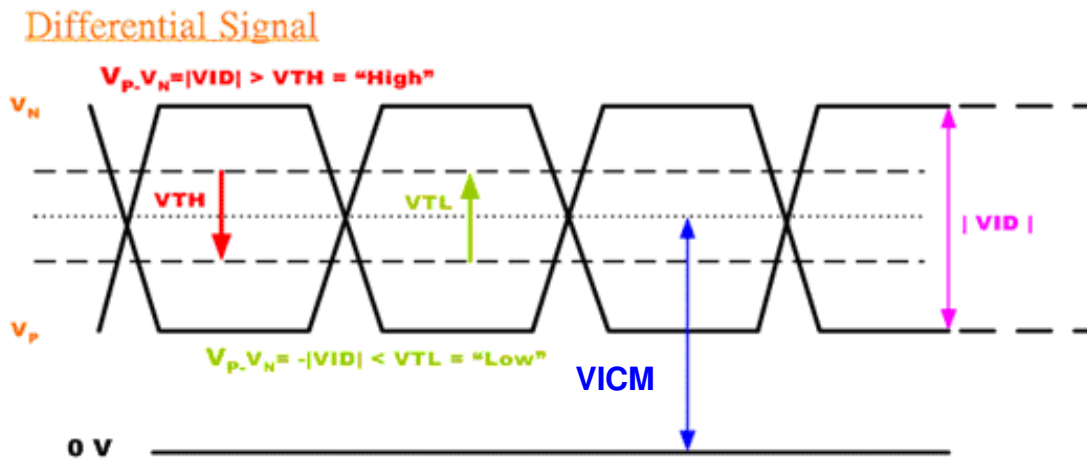 Differential Signal
VP-VN=|VID| > VTH = “High”
VN
VTH
VTL
| VID |
VP
VP-VN= -|VID| < VTL = “Low”
VICM
0 V